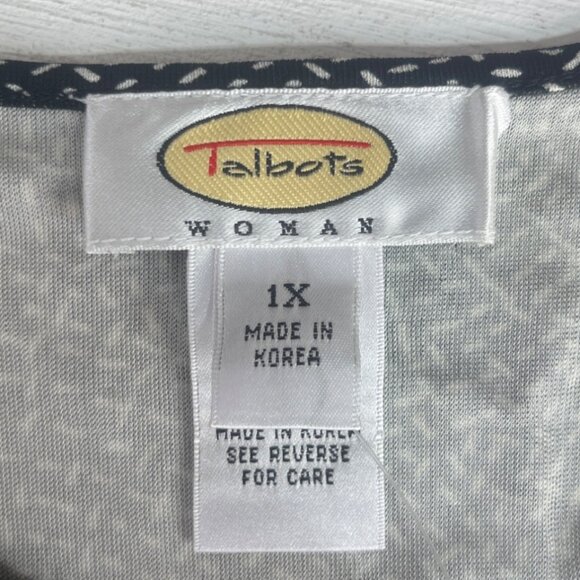 Talbots
WOMAN
1X
MADE IN
KOREA
MADE IN KOREA
SEE REVERSE
FOR CARE